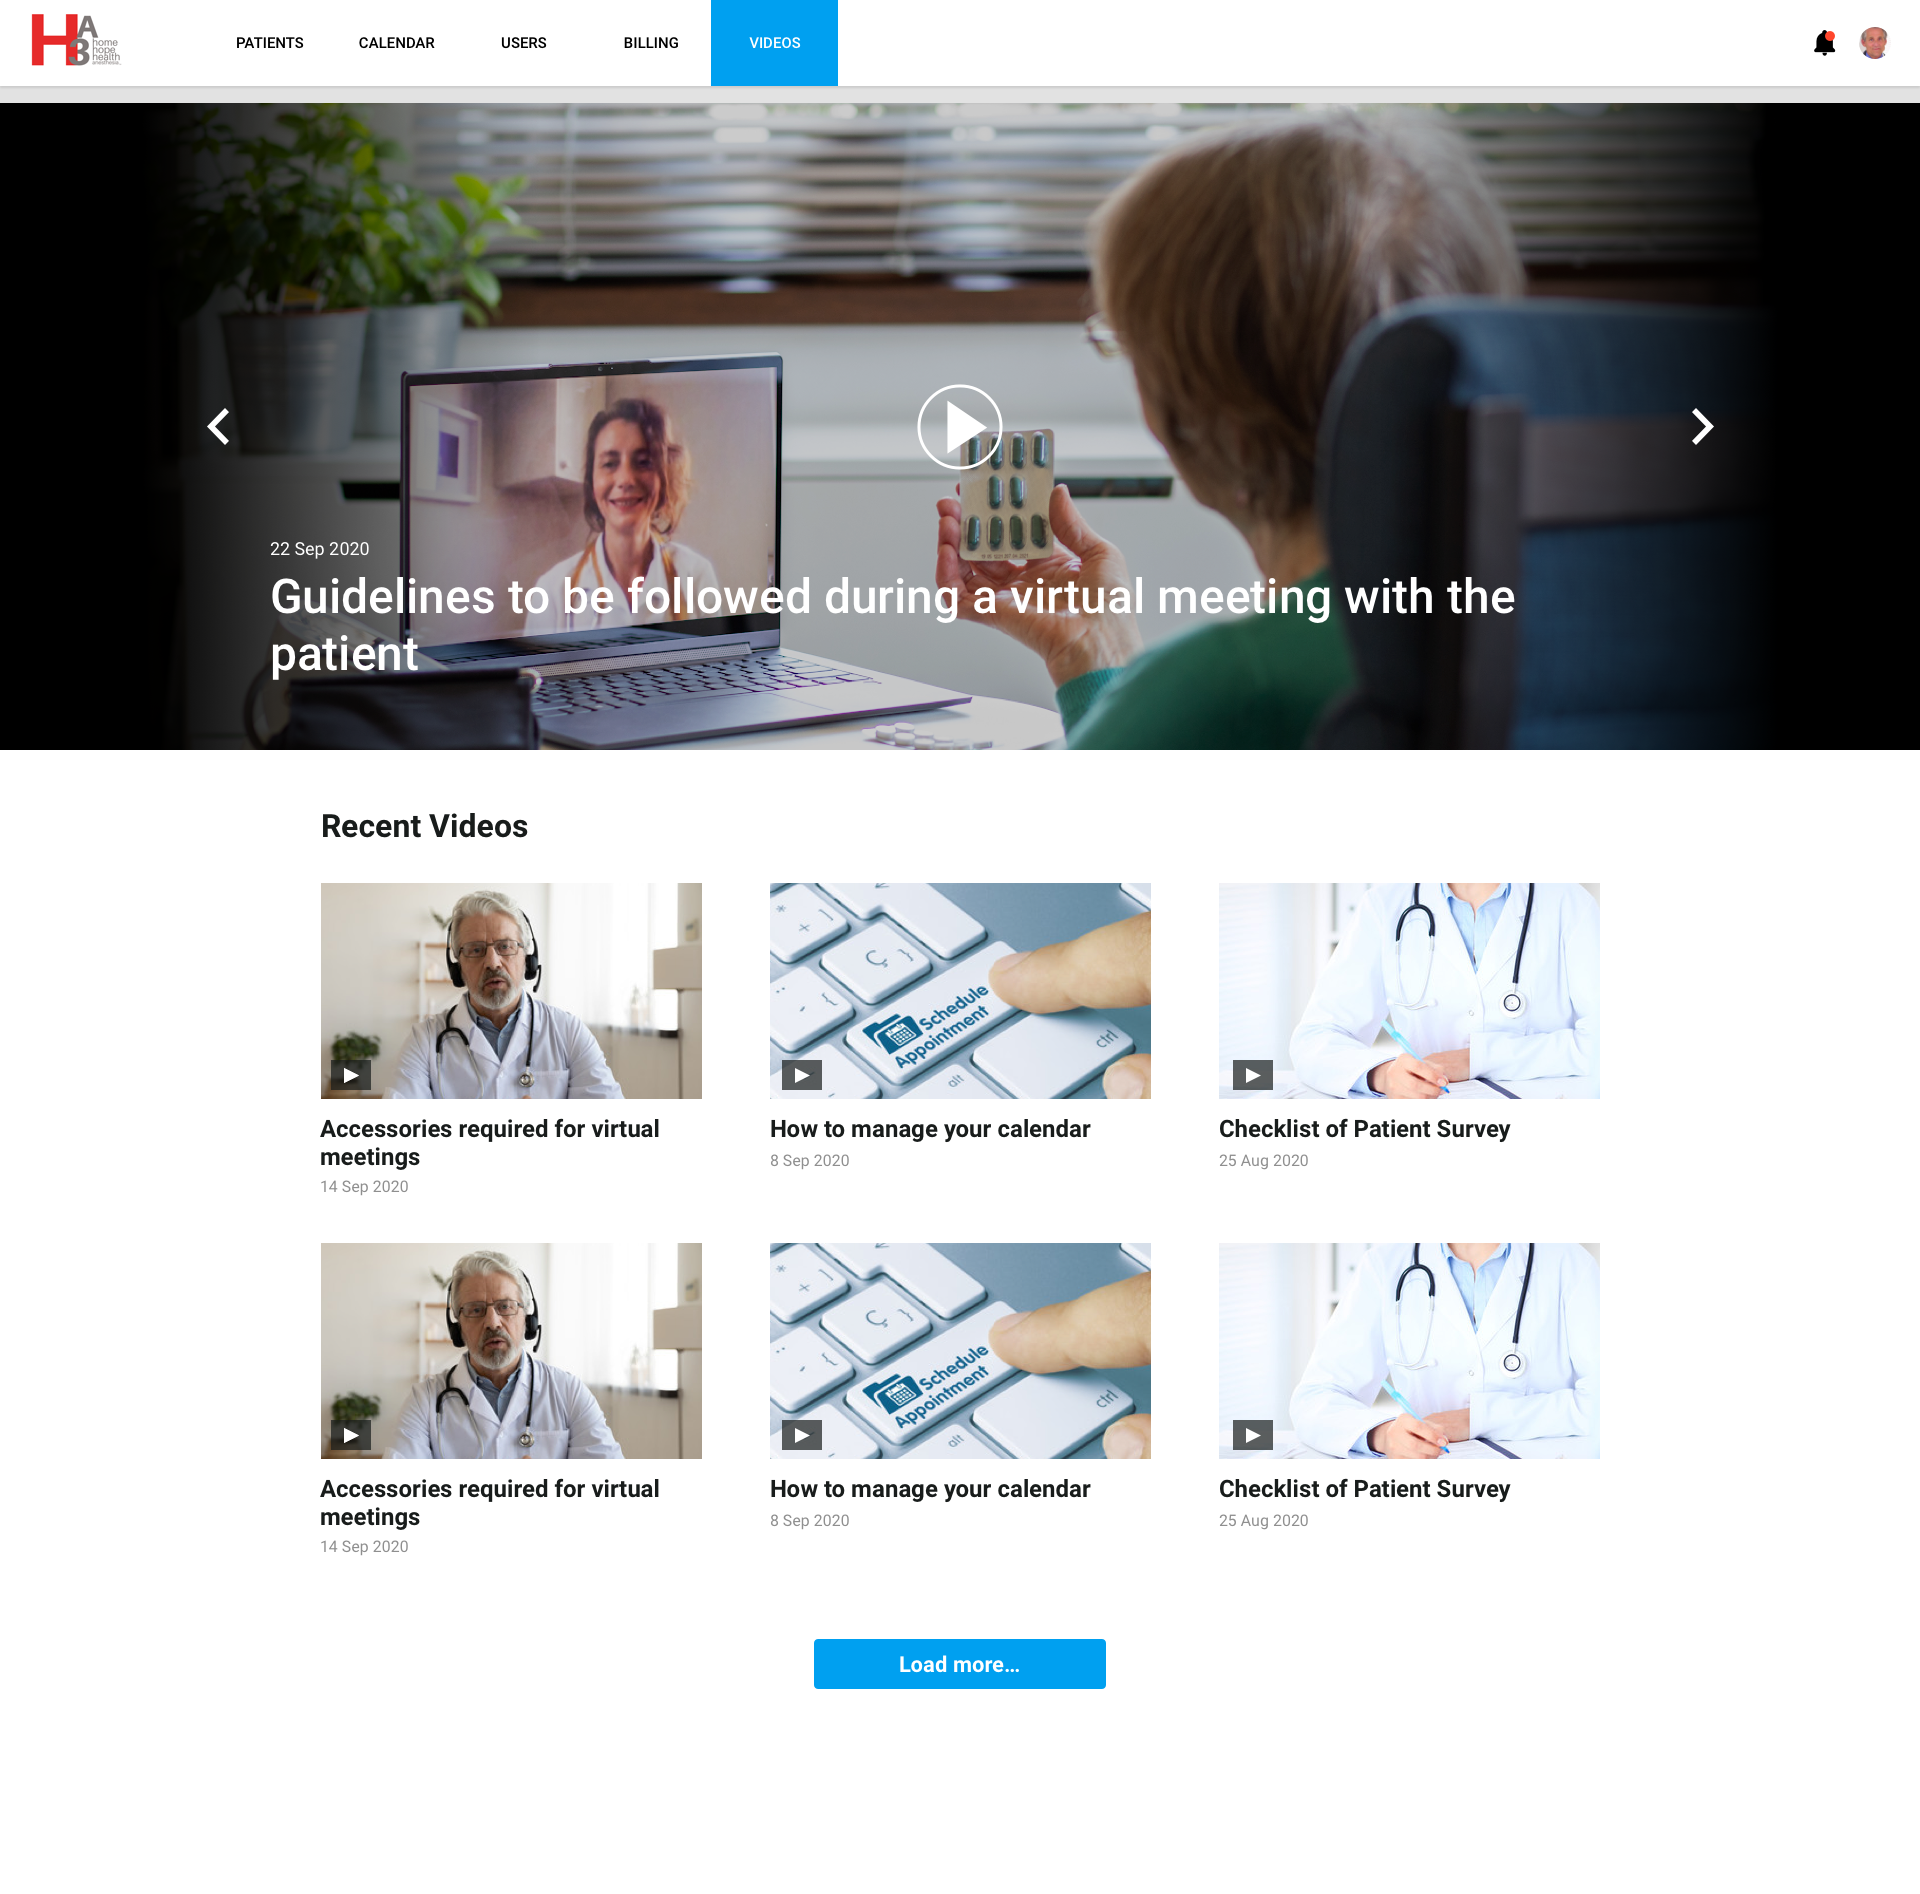 HA3
home
hope
health
anesthesia
PATIENTS
CALENDAR
USERS
BILLING
VIDEOS
22 Sep 2020
Guidelines to be followed during a virtual meeting with the
patient
Recent Videos
Schedule
Appointment
alt
ctrl
Accessories required for virtual
meetings
14 Sep 2020
How to manage your calendar
8 Sep 2020
Checklist of Patient Survey
25 Aug 2020
Schedule
Appointment
alt
ctrl
Accessories required for virtual
meetings
14 Sep 2020
How to manage your calendar
8 Sep 2020
Checklist of Patient Survey
25 Aug 2020
Load more...